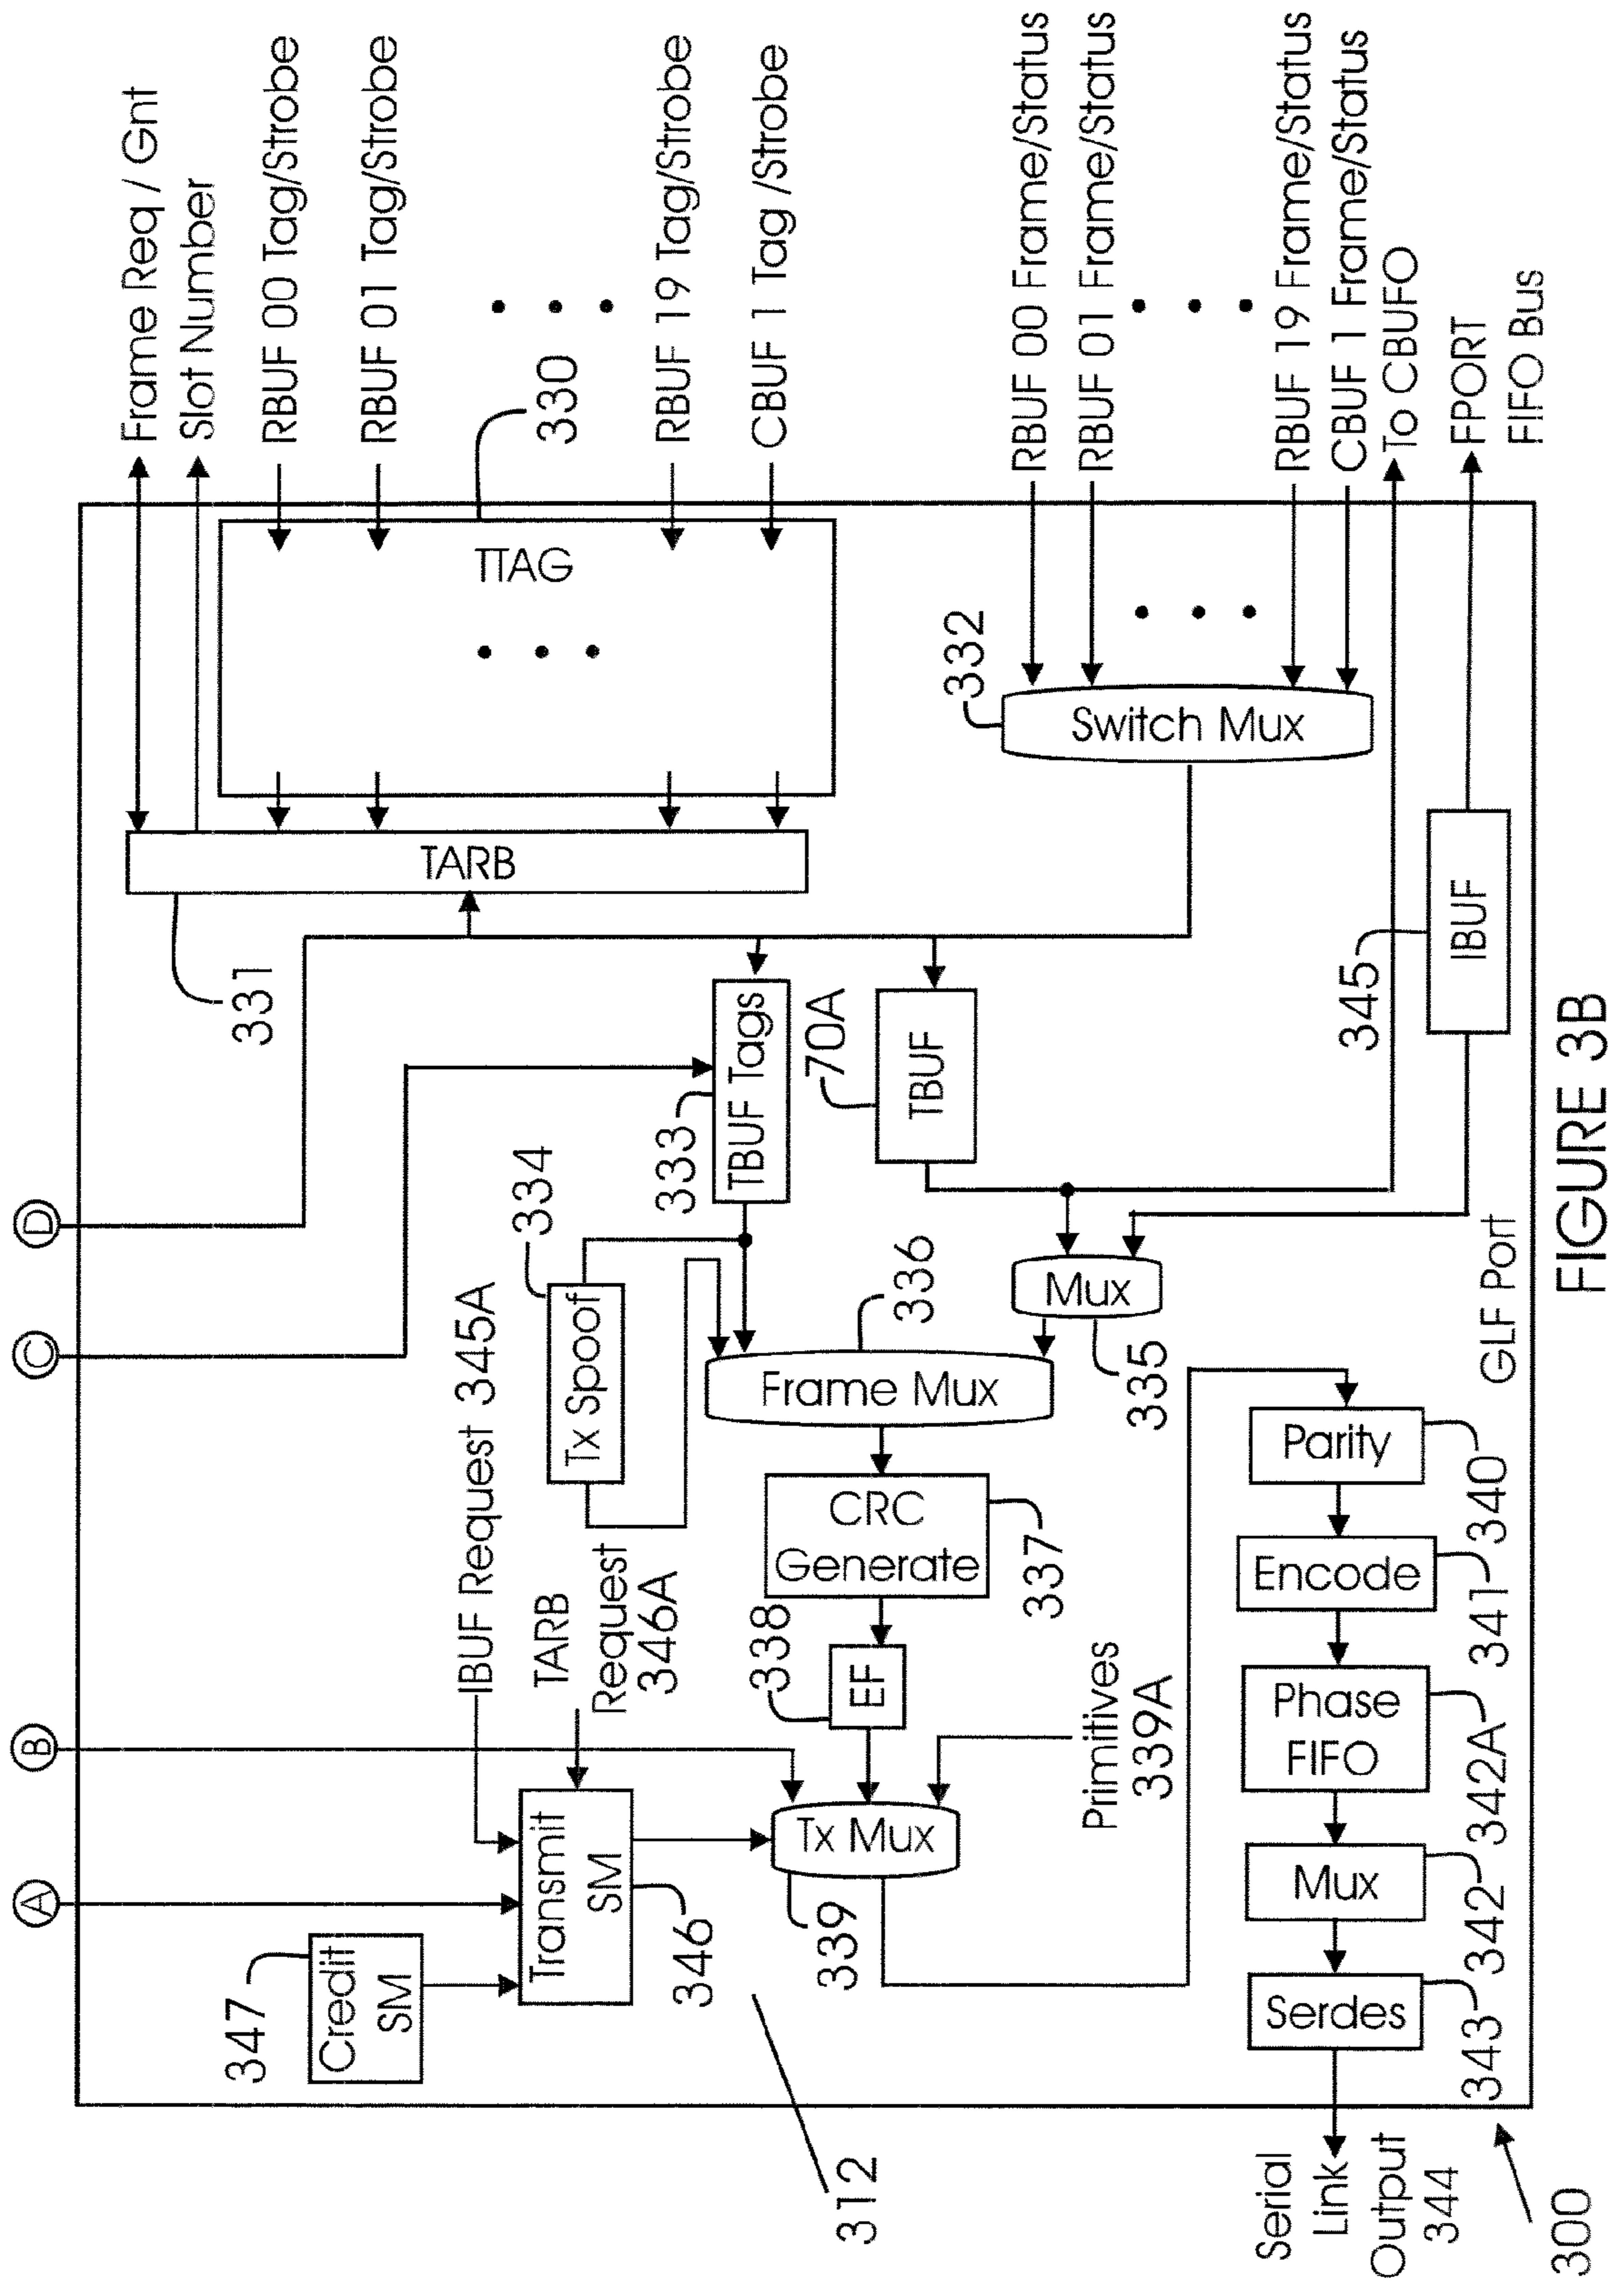 A
B
C
D
347
Credit
SM
IBUF Request 345A
TARB
Request
346A
Transmit
SM
346
312
334
Tx Spoof
333
TBUF Tags
331
TARB
TTAG
330
Frame Req / Gnt
Slot Number
RBUF 00 Tag/Strobe
RBUF 01 Tag/Strobe
RBUF 19 Tag/Strobe
CBUF 1 Tag /Strobe
338
EF
CRC
Generate
337
Frame Mux
336
70A
TBUF
Tx Mux
339
Primitives
339A
Mux
335
332
Switch Mux
RBUF 00 Frame/Status
RBUF 01 Frame/Status
RBUF 19 Frame/Status
CBUF 1 Frame/Status
To CBUFO
FPORT
FIFO Bus
345
IBUF
Serial
Link
Output
344
Serdes
343
Mux
342
Phase
FIFO
342A
Encode
341
Parity
340
GLF Port
300
FIGURE 3B